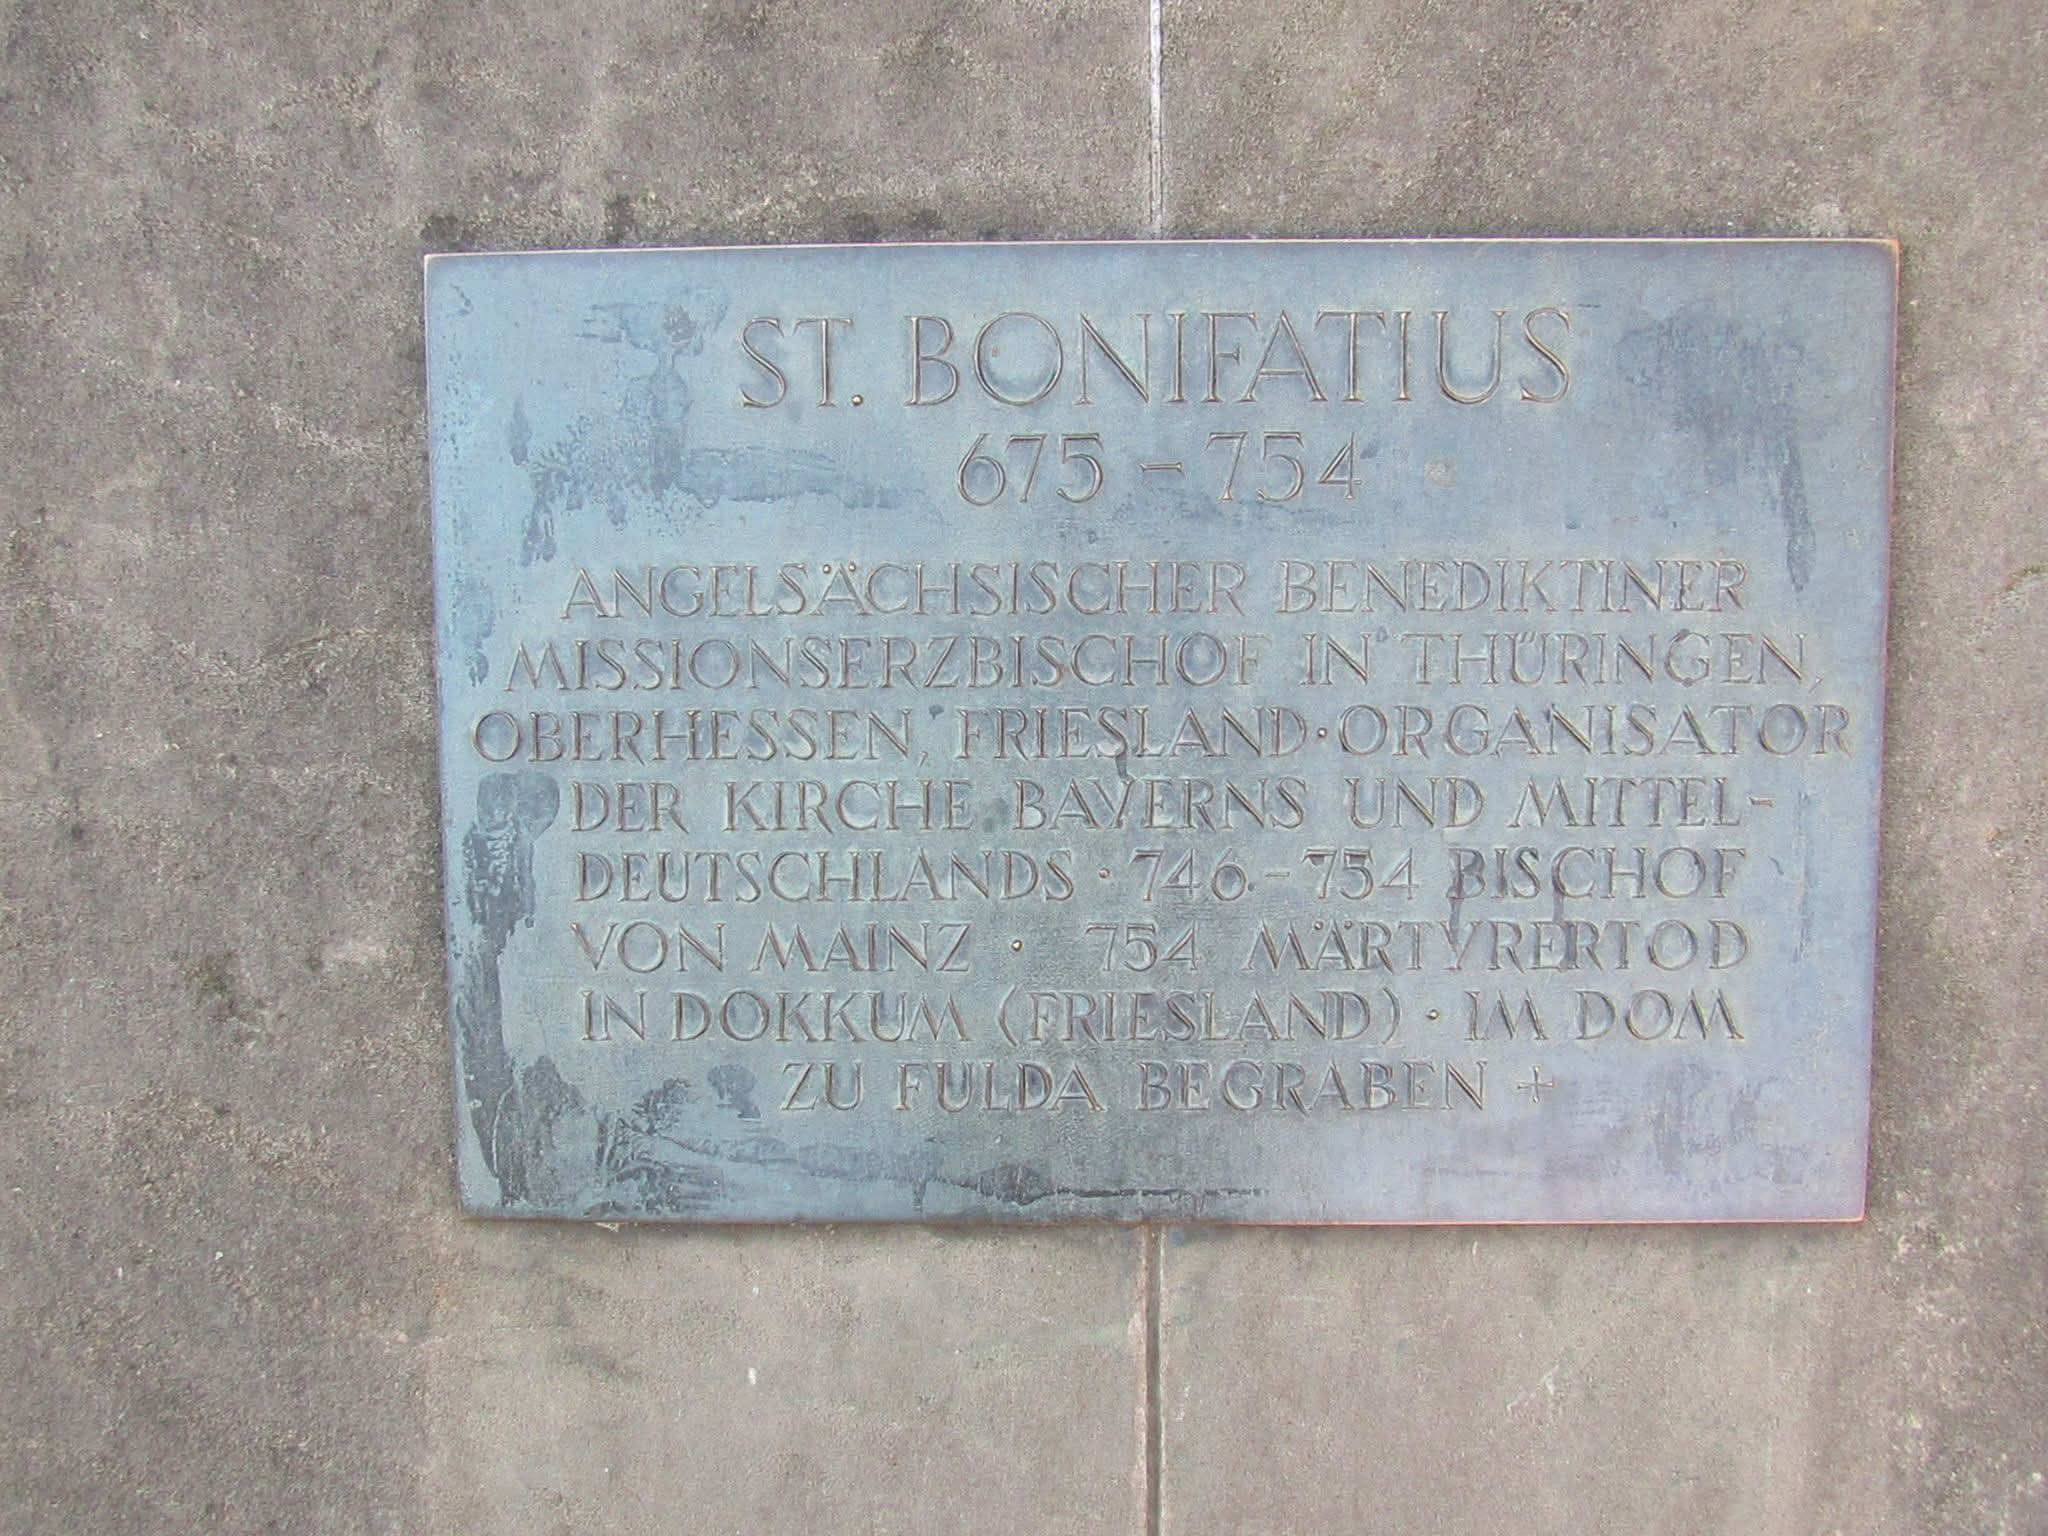 ST. BONIFATIUS
675 - 754
ANGELSÄCHSISCHER BENEDIKTINER
MISSIONSERZBISCHOF IN THÜRINGEN,
OBERHESSEN, FRIESLAND · ORGANISATOR
DER KIRCHE BAYERNS UND MITTEL-
DEUTSCHLANDS · 746 - 754 BISCHOF
VON MAINZ · 754 MÄRTYRERTOD
IN DOKKUM (FRIESLAND) · IM DOM
ZU FULDA BEGRABEN +